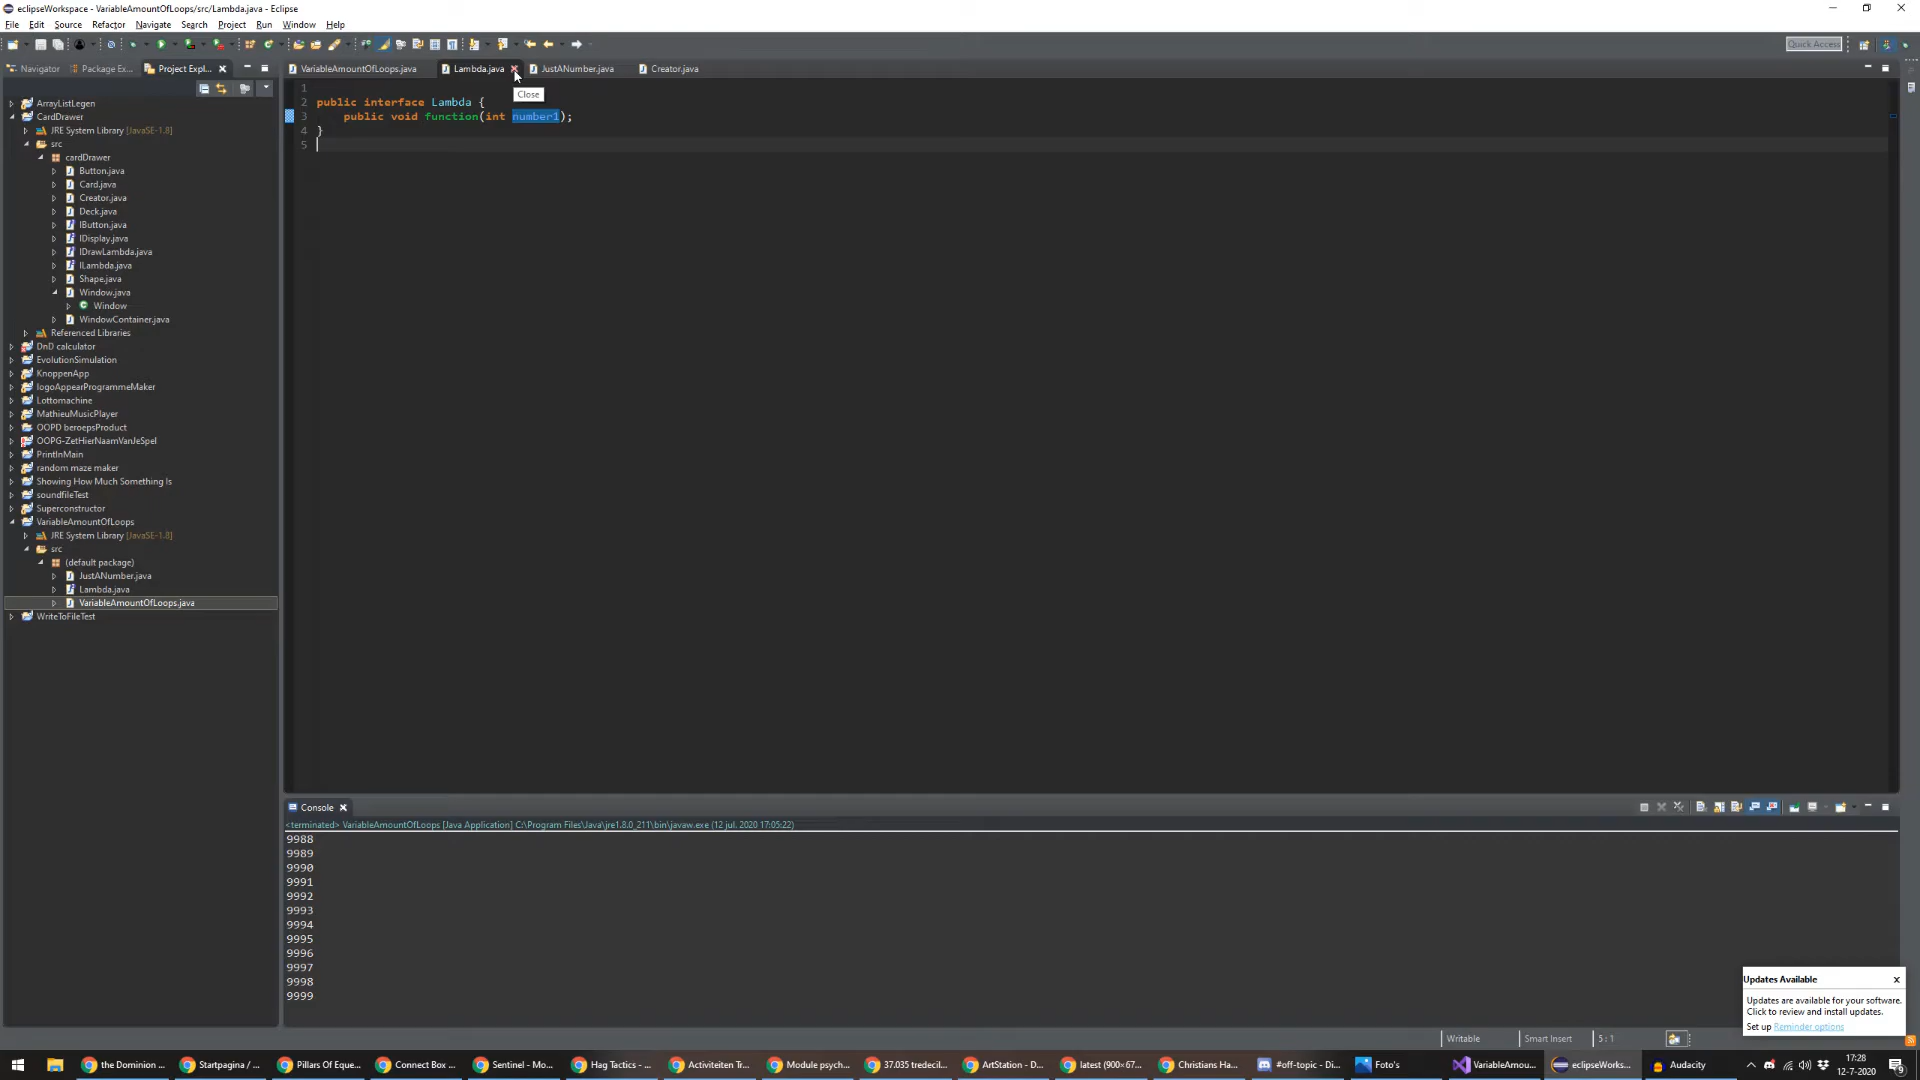 eclipseWorkspace - VariableAmountOfLoops/src/Lambda.java - Eclipse
File Edit Source Refactor Navigate Search Project Run Window Help
Quick Access
Navigator Package Ex... Project Expl...
VariableAmountOfLoops.java Lambda.java JustANumber.java Creator.java
Close
1
2 public interface Lambda {
3 public void function(int number1);
4 }
5
ArrayListLegen
CardDrawer
JRE System Library [JavaSE-1.8]
src
cardDrawer
Button.java
Card.java
Creator.java
Deck.java
IButton.java
IDisplay.java
IDrawLambda.java
ILambda.java
Shape.java
Window.java
Window
WindowContainer.java
Referenced Libraries
DnD calculator
EvolutionSimulation
KnoppenApp
logoAppearProgrammeMaker
Lottomachine
MathieuMusicPlayer
OOPD beroepsProduct
OOPG-ZetHierNaamVanJeSpel
PrintInMain
random maze maker
Showing How Much Something Is
soundfileTest
Superconstructor
VariableAmountOfLoops
JRE System Library [JavaSE-1.8]
src
(default package)
JustANumber.java
Lambda.java
VariableAmountOfLoops.java
WriteToFileTest
Console
<terminated> VariableAmountOfLoops [Java Application] C:\Program Files\Java\jre1.8.0_211\bin\javaw.exe (12 jul. 2020 17:05:22)
9988
9989
9990
9991
9992
9993
9994
9995
9996
9997
9998
9999
Updates Available x
Updates are available for your software.
Click to review and install updates.
Set up Reminder options
Writable Smart Insert 5 : 1
the Dominion ... Startpagina / ... Pillars Of Eque... Connect Box ... Sentinel - Mo... Hag Tactics - ... Activiteiten Tr... Module psych... 37.035 tredecil... ArtStation - D... latest (900×67... Christians Ha... #off-topic - Di... Foto's VariableAmou... eclipseWorks... Audacity
17:28
12-7-2020